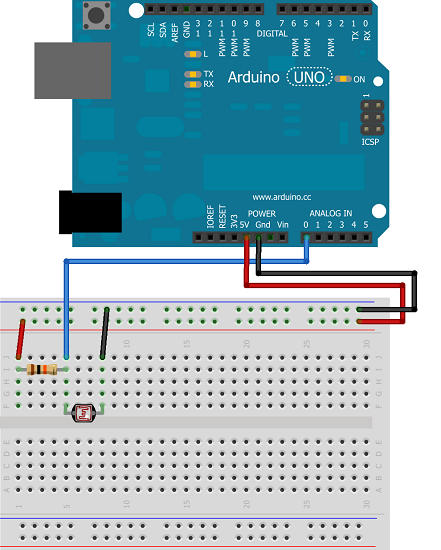 SCL SDA AREF GND 13 12 PWM 11 PWM 10 PWM 9 8 7 PWM 6 PWM 5 4 PWM 3 2 TX 1 RX 0
DIGITAL
L
TX
RX
Arduino UNO
ON
1
ICSP
www.arduino.cc
POWER ANALOG IN
IOREF RESET 3V3 5V Gnd Vin 0 1 2 3 4 5
30
1 5 10 15 20 25 30
J J
I I
H H
G G
F F
E E
D D
C C
B B
A A
1 5 10 15 20 25 30